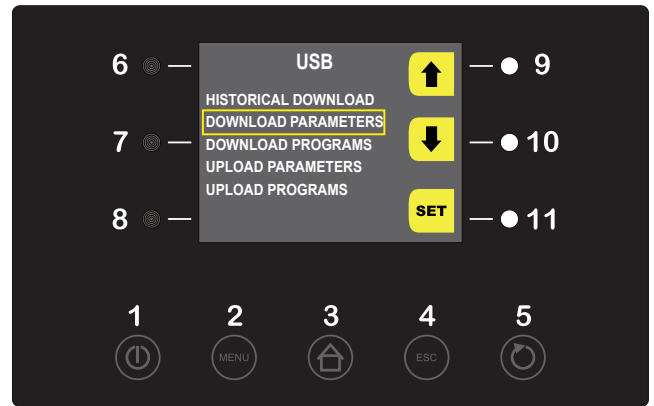 USB
6
9
HISTORICAL DOWNLOAD
DOWNLOAD PARAMETERS
7
DOWNLOAD PROGRAMS
10
UPLOAD PARAMETERS
UPLOAD PROGRAMS
8
SET
11
1 2 3 4 5
MENU ESC